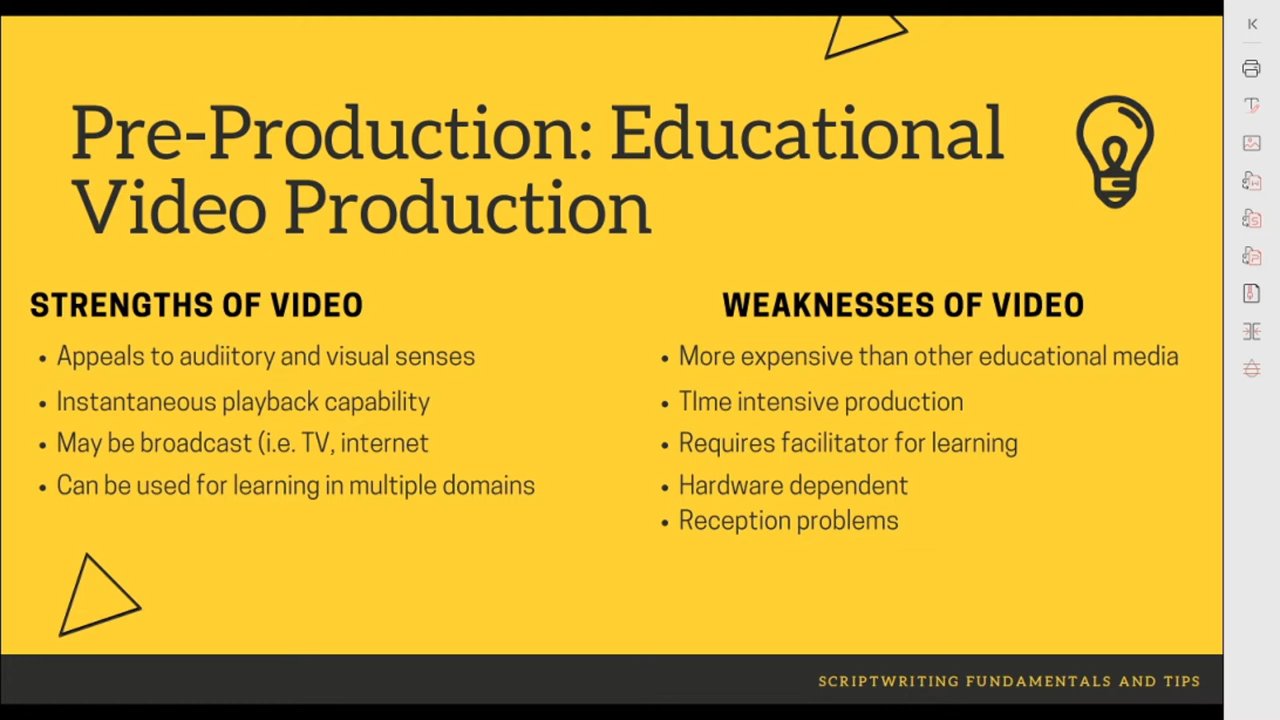 Pre-Production: Educational
Video Production
STRENGTHS OF VIDEO
• Appeals to audiitory and visual senses
• Instantaneous playback capability
• May be broadcast (i.e. TV, internet
• Can be used for learning in multiple domains
WEAKNESSES OF VIDEO
• More expensive than other educational media
• TIme intensive production
• Requires facilitator for learning
• Hardware dependent
• Reception problems
SCRIPTWRITING FUNDAMENTALS AND TIPS